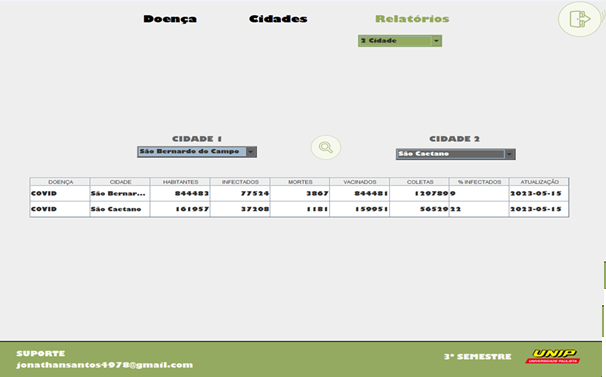 Doença Cidades Relatórios
2 Cidade
CIDADE 1 CIDADE 2
São Bernardo do Campo São Caetano
DOENÇA CIDADE HABITANTES INFECTADOS MORTES VACINADOS COLETAS % INFECTADOS ATUALIZAÇÃO
COVID São Bernar... 844483 77524 3867 844481 129789 9 2023-05-15
COVID São Caetano 161957 37208 1181 159951 56529 22 2023-05-15
SUPORTE
jonathansantos4978@gmail.com
3° SEMESTRE
UNIP
UNIVERSIDADE PAULISTA